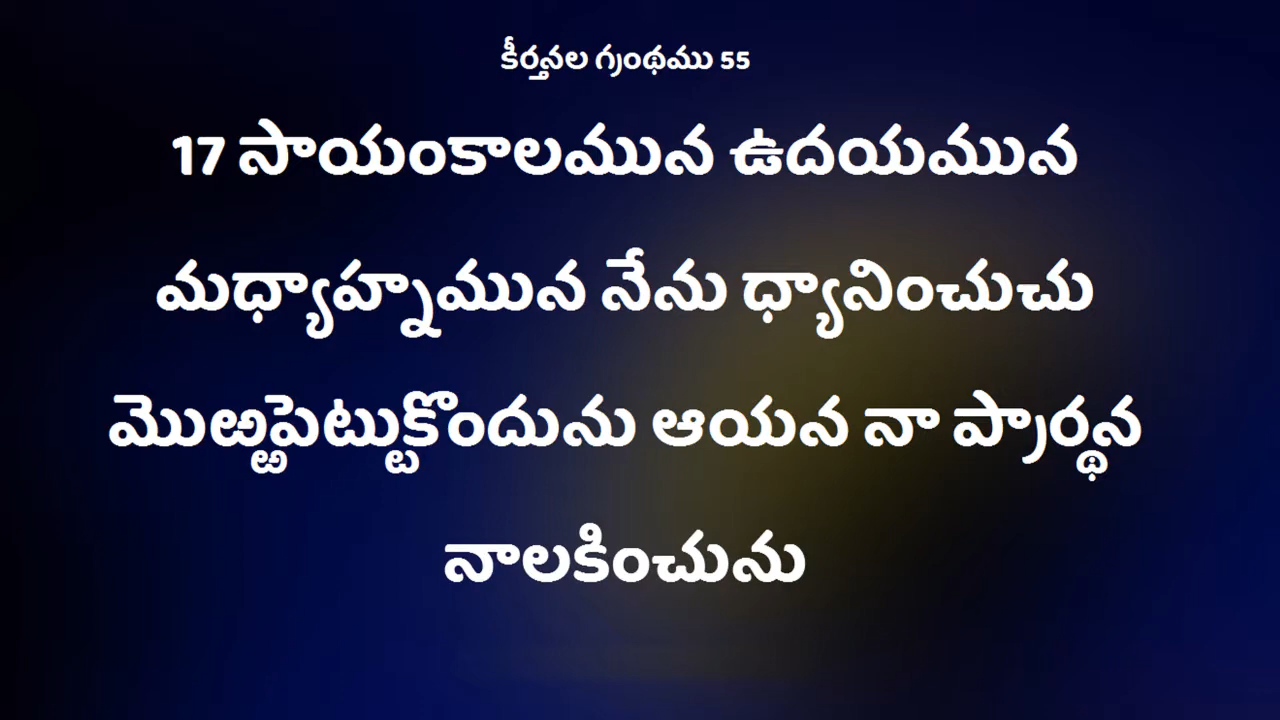 కీర్తనల గ్రంథము 55
17 సాయంకాలమున ఉదయమున
మధ్యాహ్నమున నేను ధ్యానించుచు
మొఱ్ఱపెట్టుకొందును ఆయన నా ప్రార్థన
నాలకించును